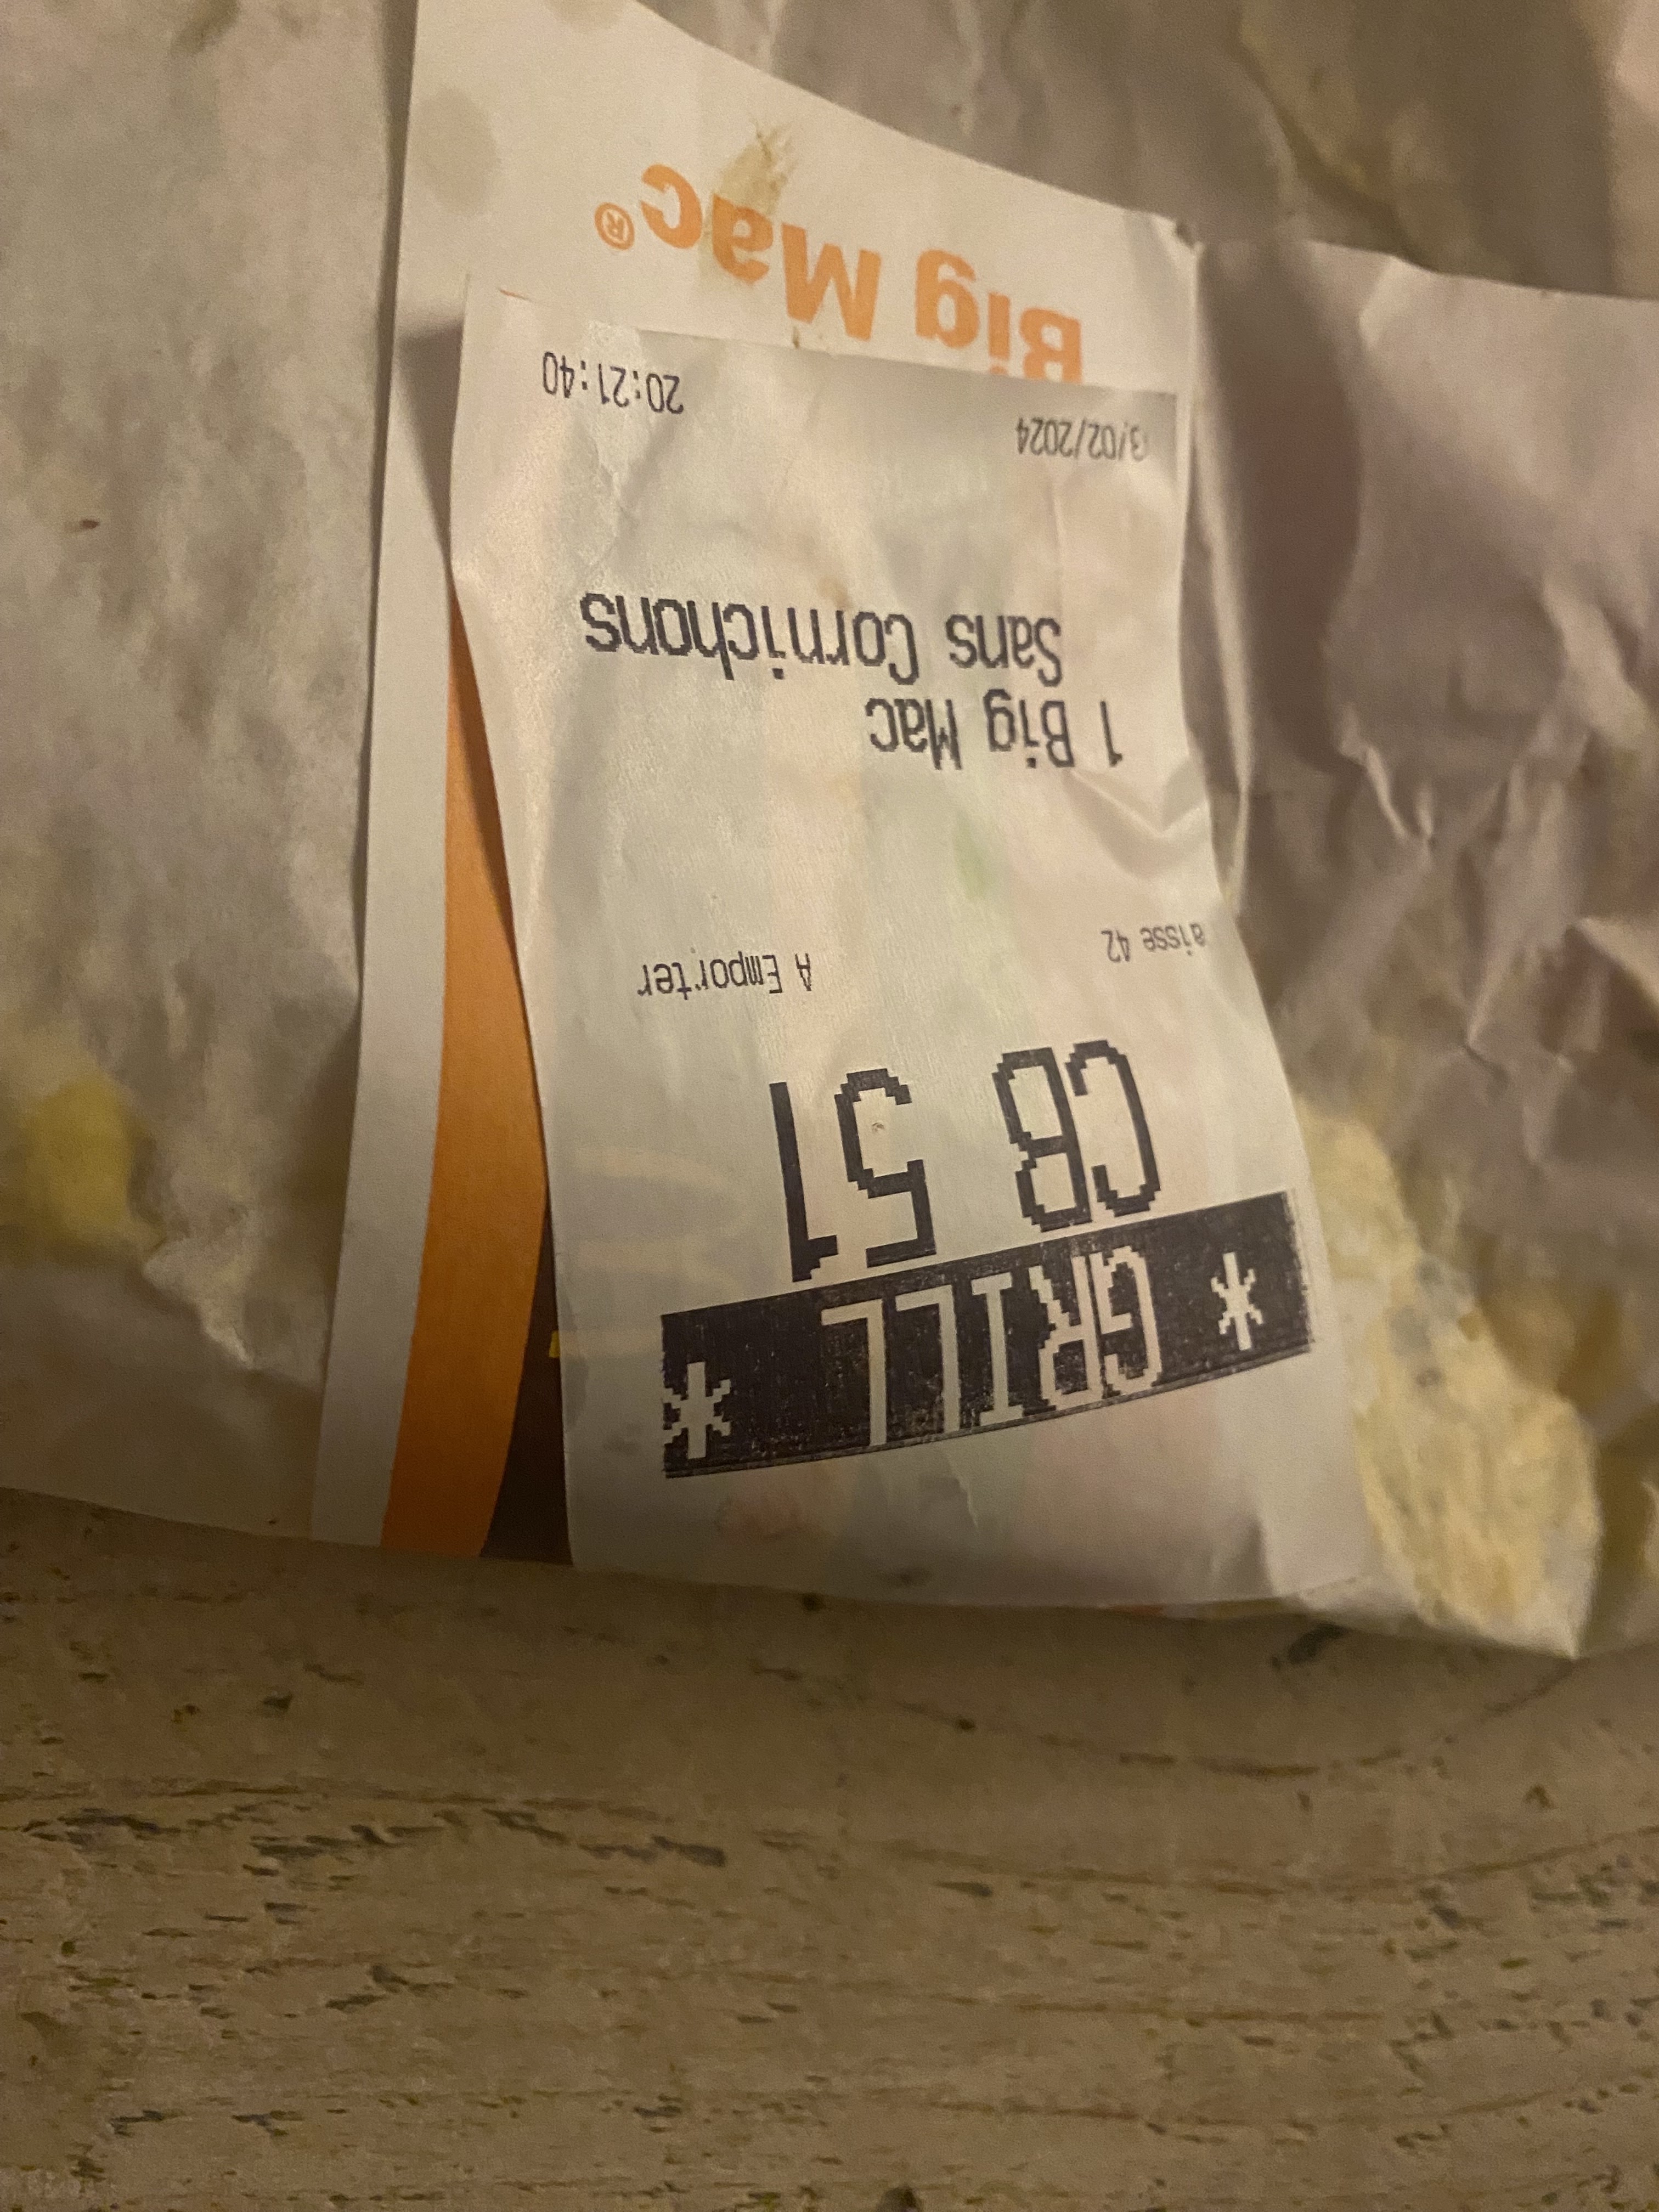 * GRILL *
CB 51
aisse 42 A Emporter
1 Big Mac
Sans Cornichons
3/02/2024 20:21:40
Big Mac®